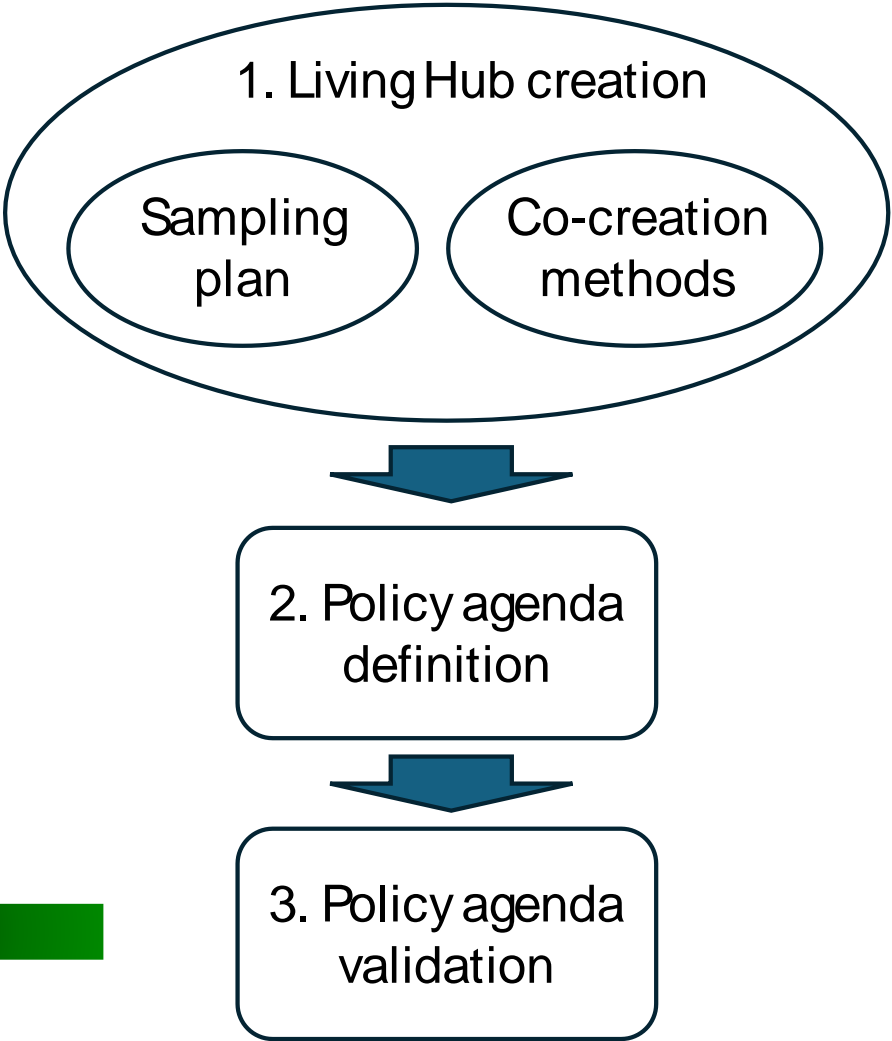 1. Living Hub creation
Sampling
plan
Co-creation
methods
2. Policy agenda
definition
3. Policy agenda
validation